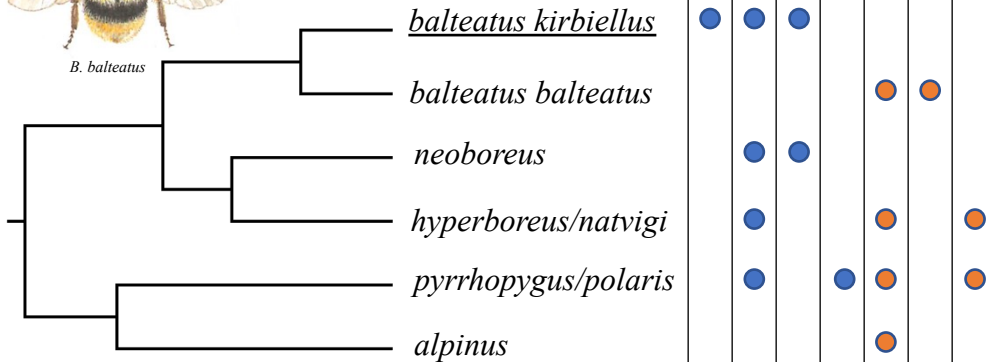 balteatus kirbiellus
B. balteatus
balteatus balteatus
neoboreus
hyperboreus/natvigi
pyrrhopygus/polaris
alpinus